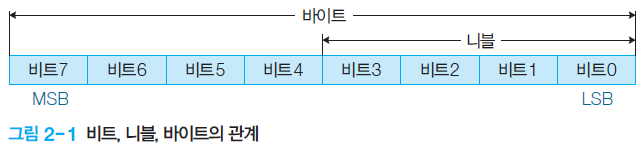 바이트
니블
비트7 비트6 비트5 비트4 비트3 비트2 비트1 비트0
MSB LSB
그림 2-1 비트, 니블, 바이트의 관계